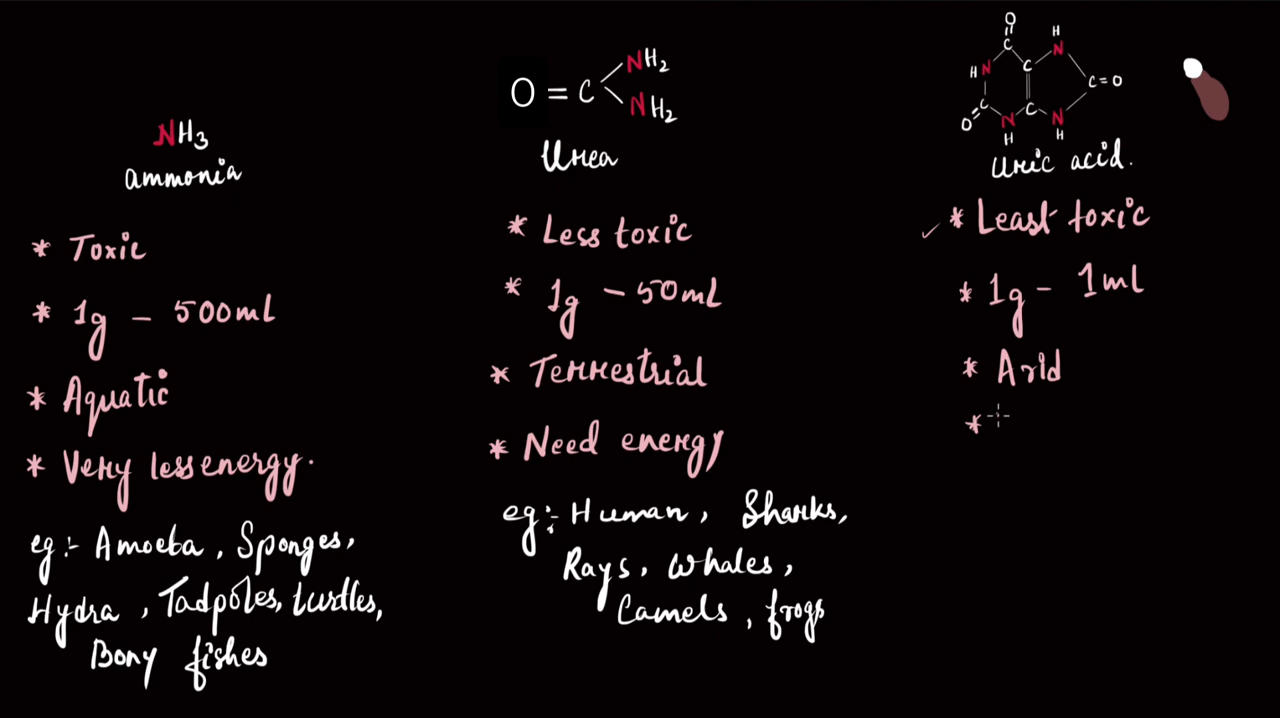 NH3
ammonia
* Toxic
* 1g - 500ml
* Aquatic
* Very less energy.
eg:- Amoeba, Sponges,
Hydra, Tadpoles, turtles,
Bony fishes
O = C
NH2
NH2
Urea
* Less toxic
* 1g - 50ml
* Terrestrial
* Need energy
eg:- Human, Sharks,
Rays, Whales,
Camels, frogs
O
C
H
N
H N
C
C = O
C
C
O
N
N
H
H
Uric acid.
✓ * Least toxic
* 1g - 1ml
* Arid
*